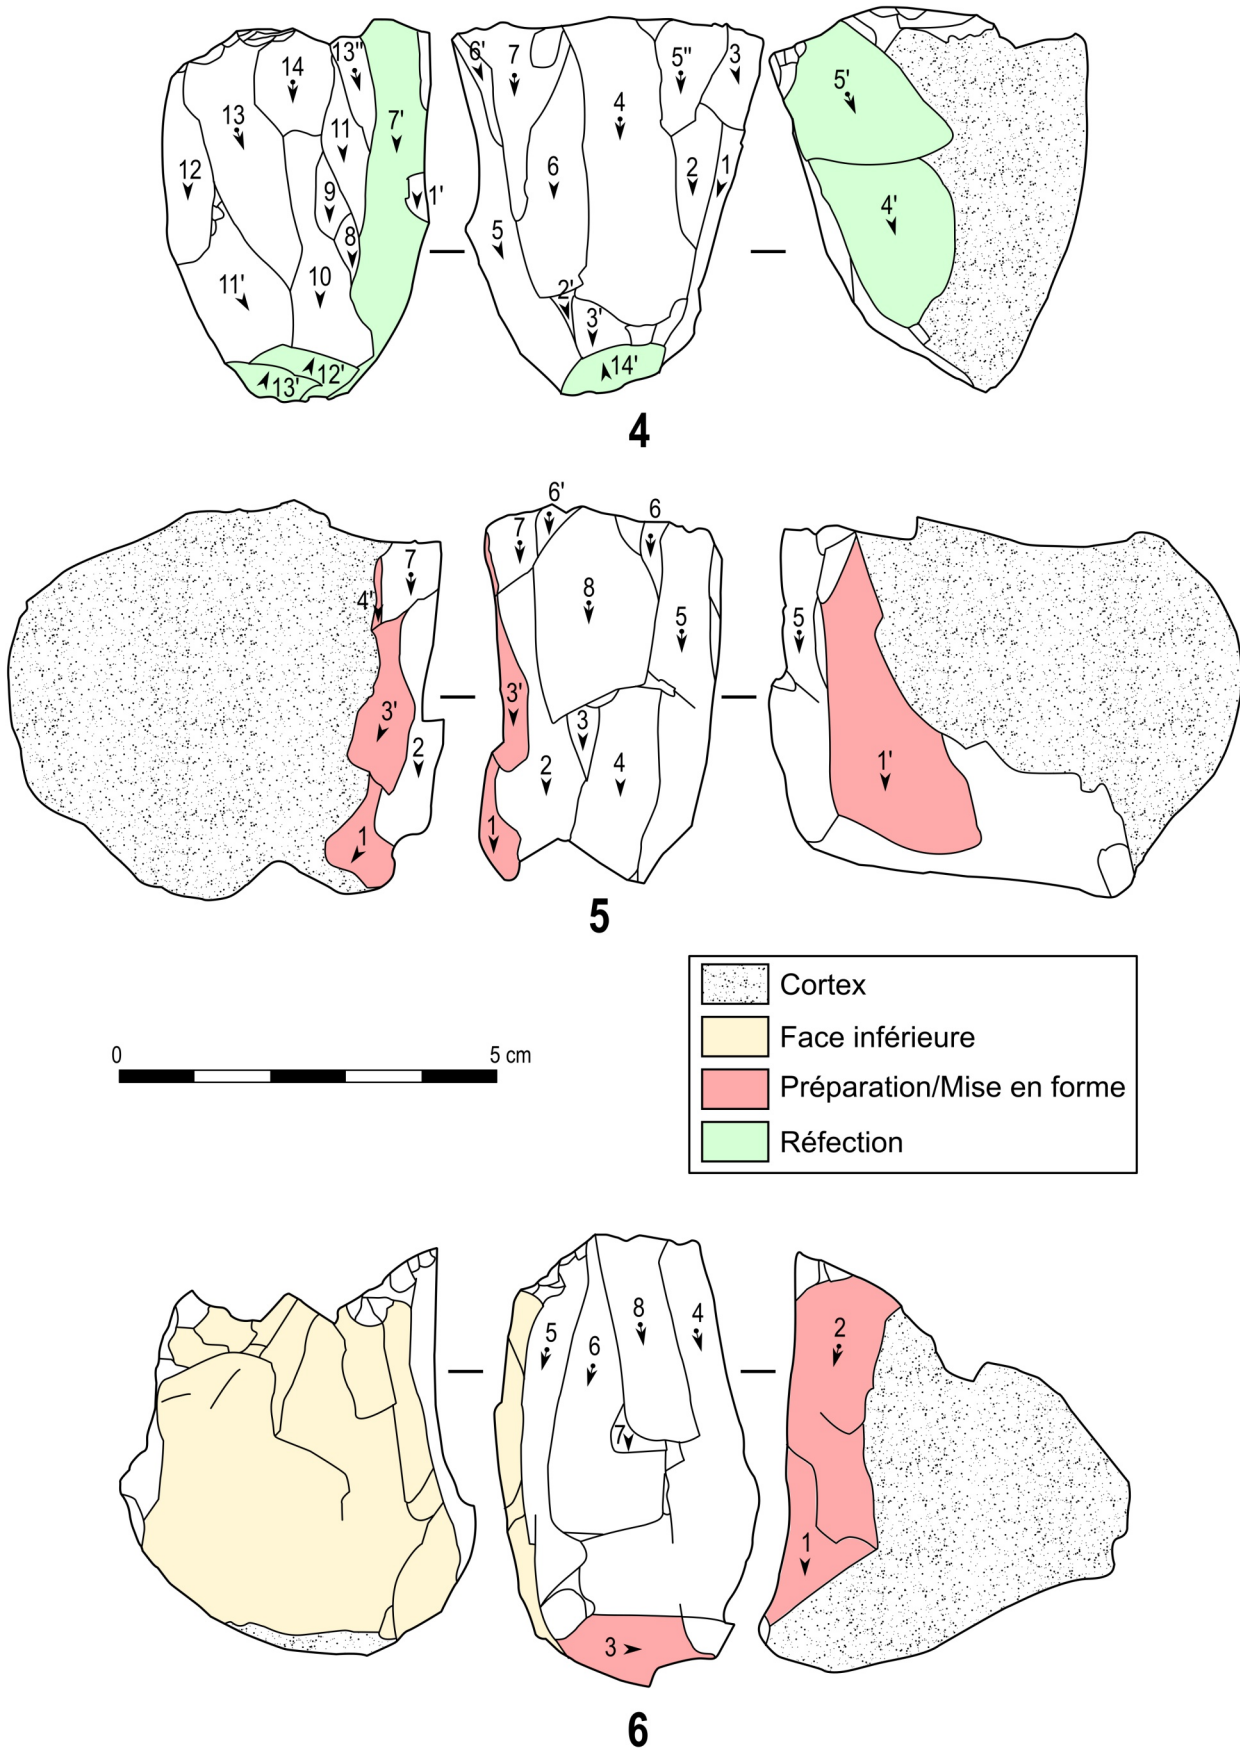 13'' 6' 7 5'' 3
14 4 5'
13 7'
11
12 9 1' 6 2 1 4'
8 5
11' 10 2' 3'
13' 12' 14'
4
6' 6
7 7
4' 8 5 5
3' 3' 3
2 2 4 1'
1 1
5
Cortex
Face inférieure
0 5 cm
Préparation/Mise en forme
Réfection
5 6 8 4 2
7
1
3
6